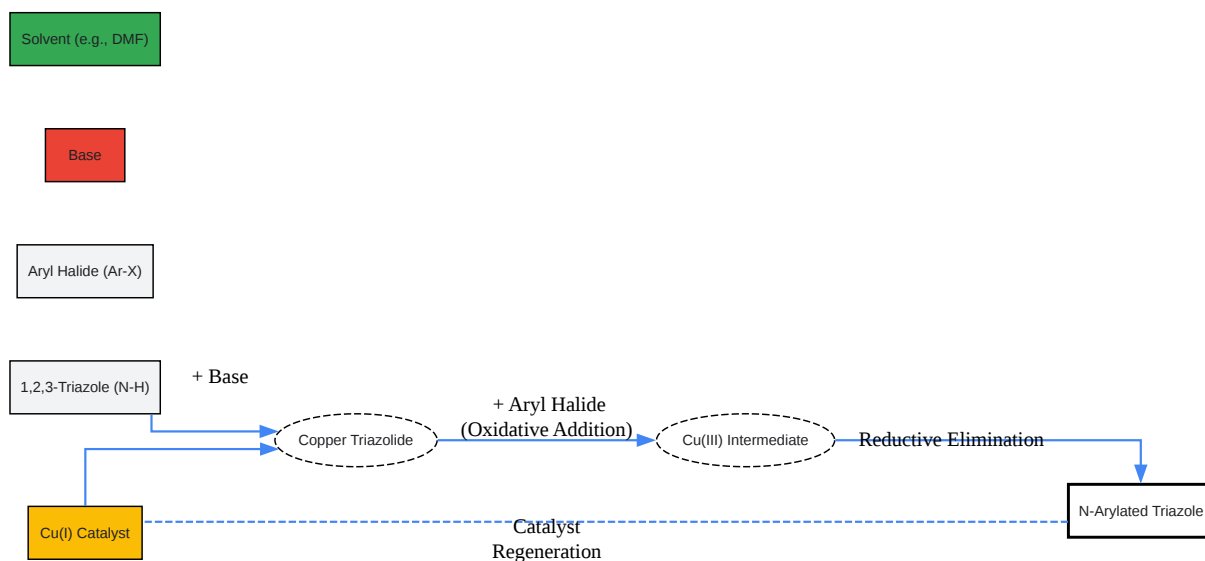 Solvent (e.g., DMF)
Base
Aryl Halide (Ar-X)
1,2,3-Triazole (N-H)
+ Base
+ Aryl Halide
(Oxidative Addition)
Copper Triazolide
Cu(III) Intermediate
Reductive Elimination
N-Arylated Triazole
Cu(I) Catalyst
Catalyst
Regeneration